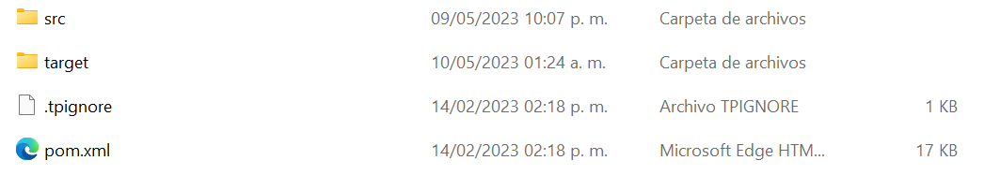 src 09/05/2023 10:07 p. m. Carpeta de archivos
target 10/05/2023 01:24 a. m. Carpeta de archivos
.tpignore 14/02/2023 02:18 p. m. Archivo TPIGNORE 1 KB
pom.xml 14/02/2023 02:18 p. m. Microsoft Edge HTM... 17 KB